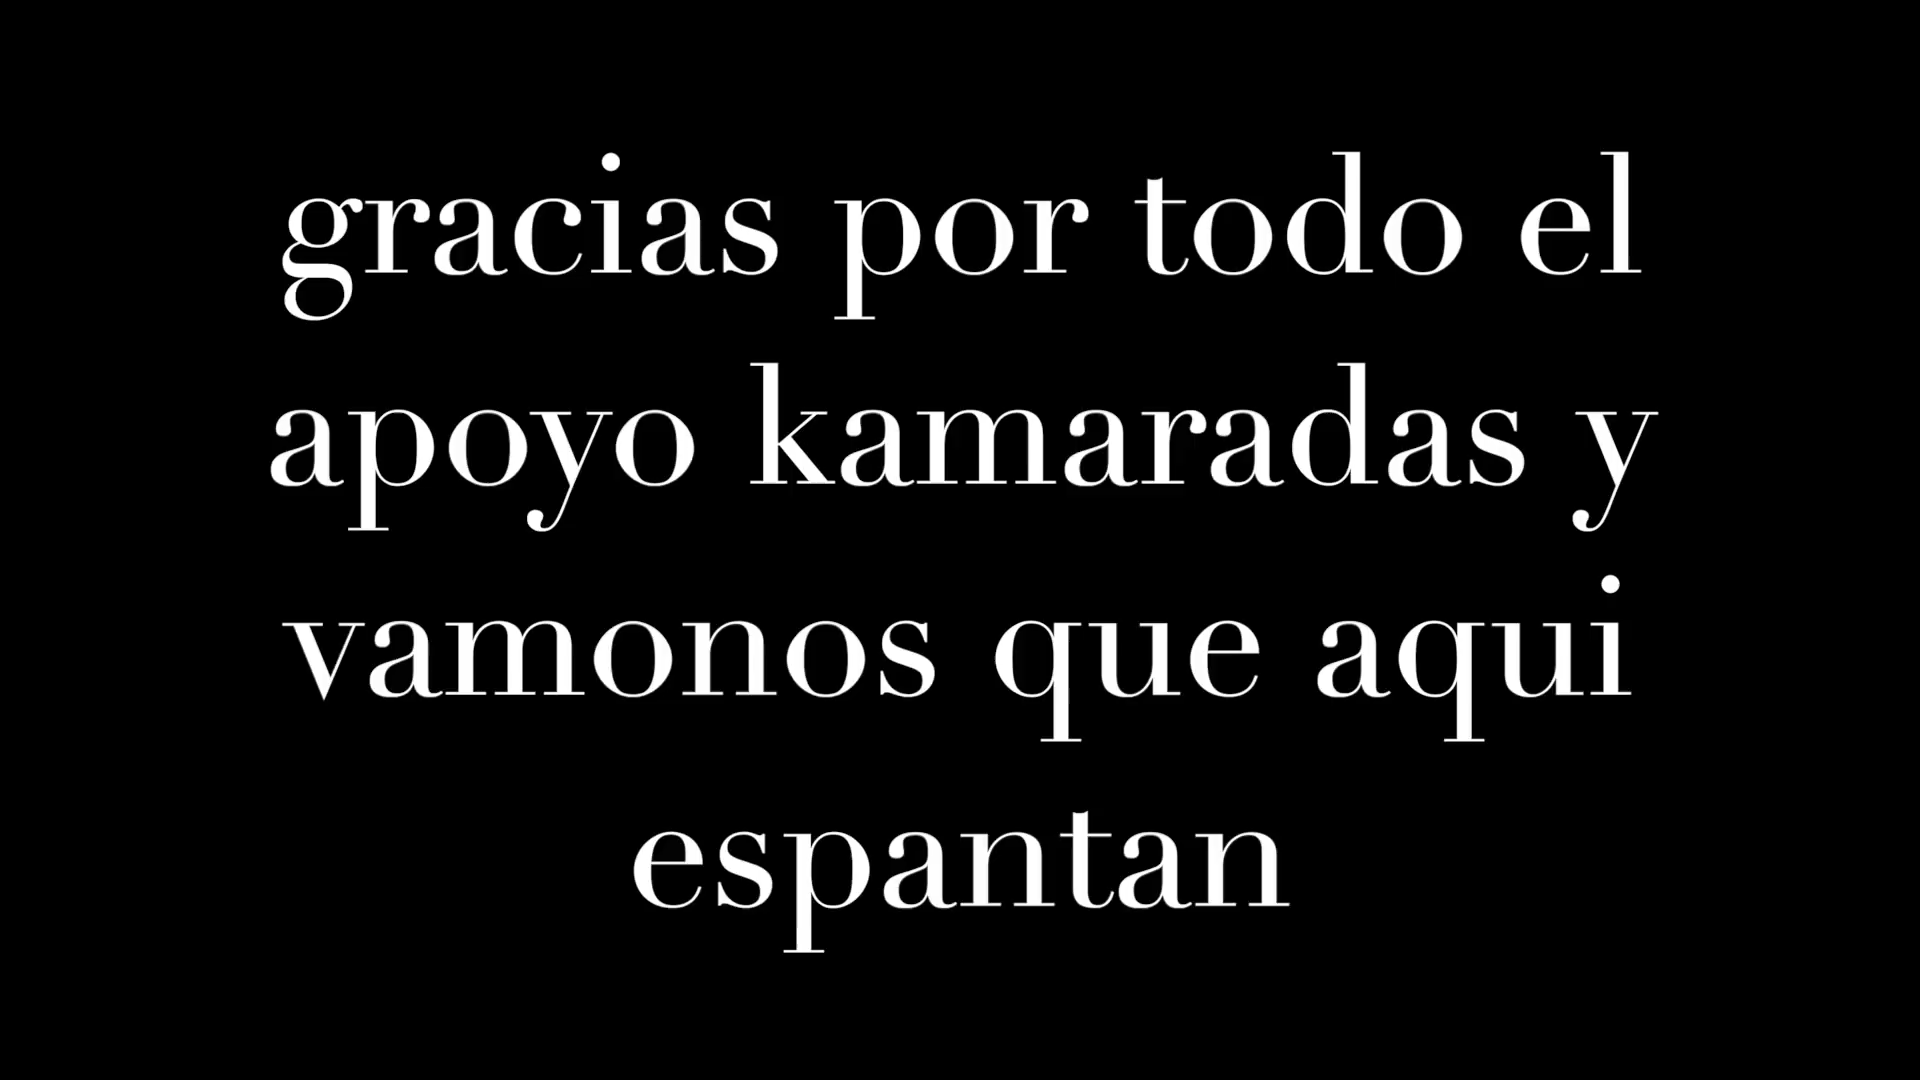 gracias por todo el
apoyo kamaradas y
vamonos que aqui
espantan